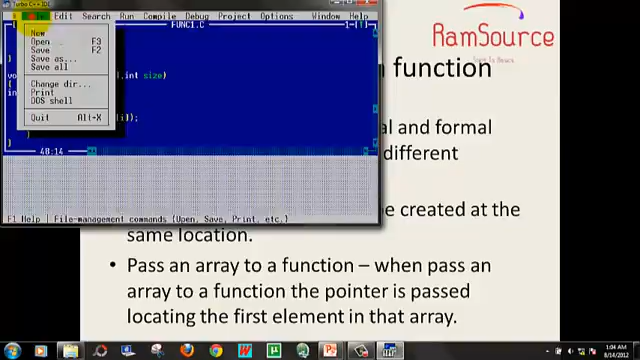 Turbo C++ IDE
Edit Search Run Compile Debug Project Options Window Help
FUNC1.C
1
New
Open.. F3
Save F2
Save as...
Save all
Change dir...
Print
DOS shell
Quit Alt+X
,int size)
[i]);
48:14
F1 Help | File-management commands (Open, Save, Print, etc.)
RamSource
function
al and formal
different
be created at the
same location.
• Pass an array to a function – when pass an
array to a function the pointer is passed
locating the first element in that array.
1:04 AM
8/14/2012